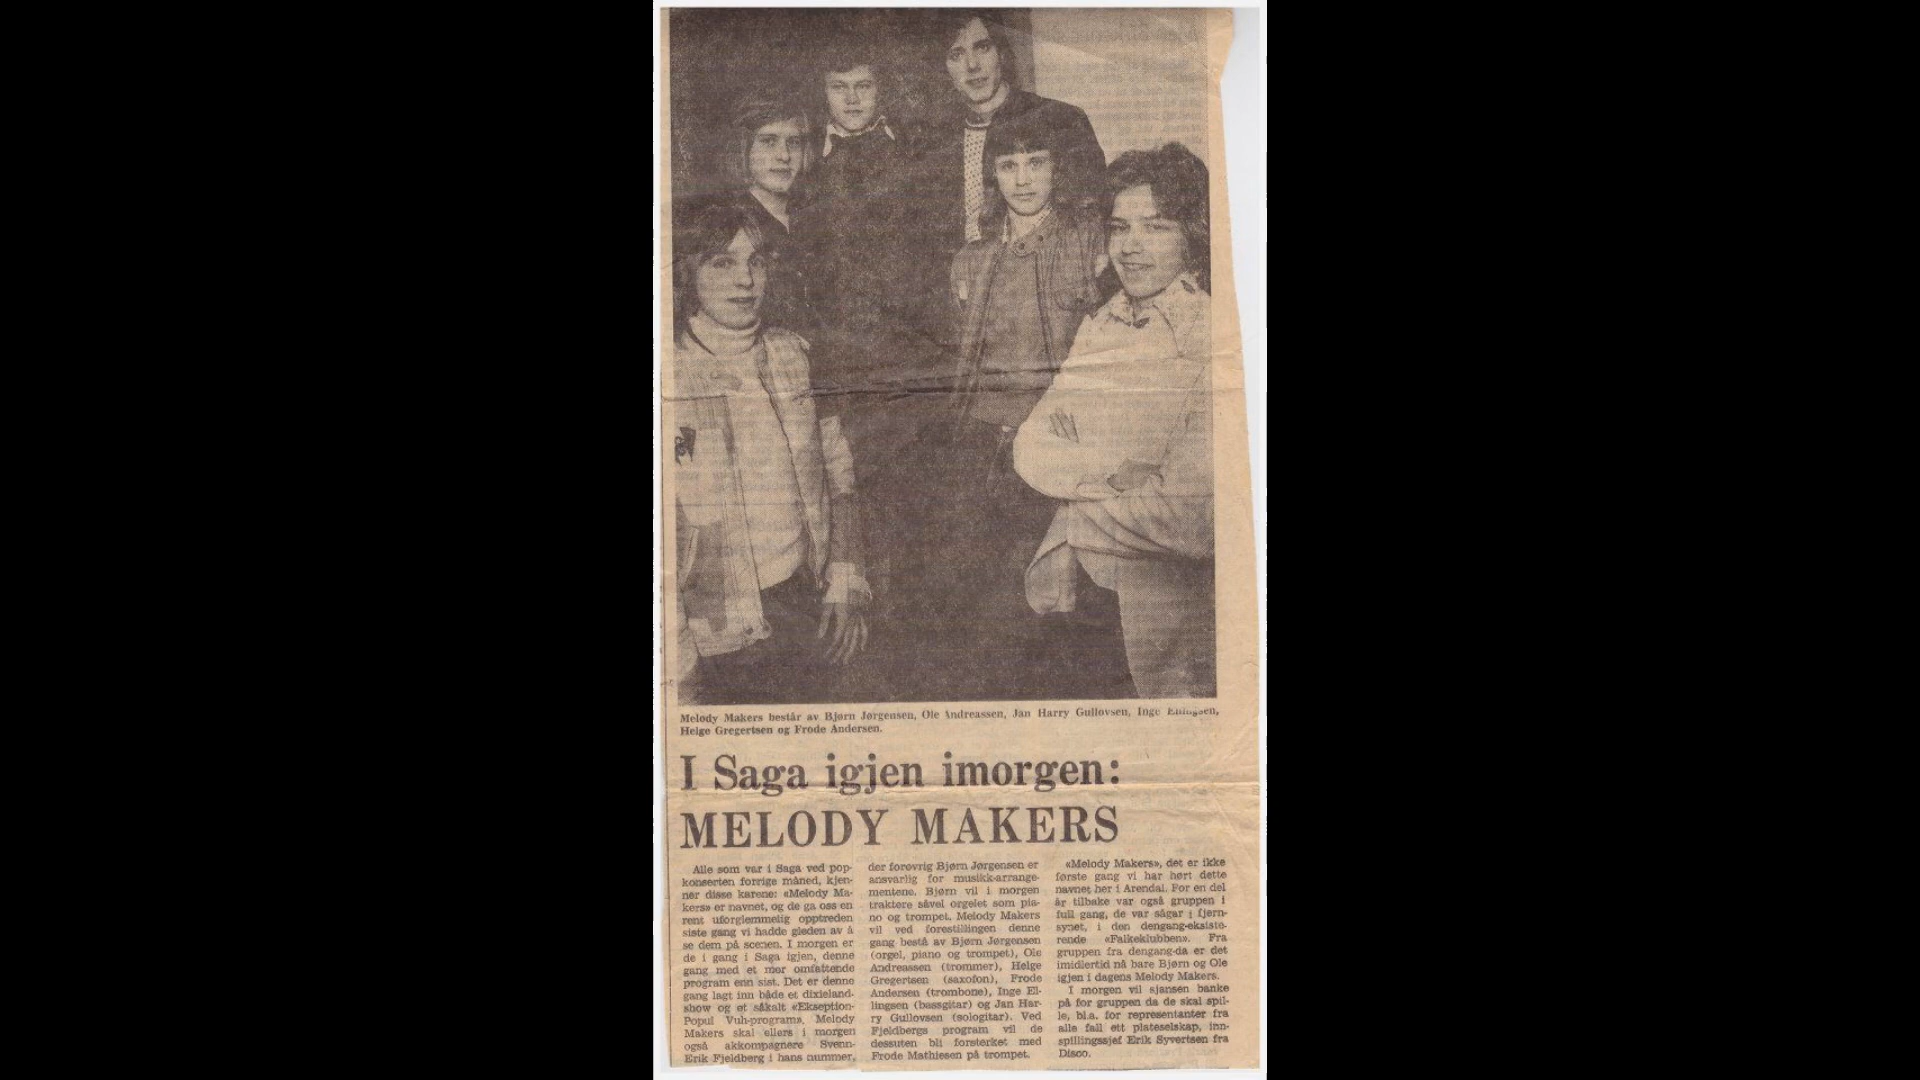 Melody Makers består av Bjørn Jørgensen, Ole Andreassen, Jan Harry Gullovsen, Inge Ellingsen,
Helge Gregertsen og Frode Andersen.
I Saga igjen imorgen:
MELODY MAKERS
Alle som var i Saga ved pop-
konserten forrige måned, kjen-
ner disse karene: «Melody Ma-
kers» er navnet, og de ga oss en
rent uforglemmelig opptreden
siste gang vi hadde gleden av å
se dem på scenen. I morgen er
de i gang i Saga igjen, denne
gang med et mer omfattende
program enn sist. Det er denne
gang lagt inn både et dixieland-
show og et såkalt «Ekseption-
Popul Vuh-program». Melody
Makers skal ellers i morgen
også akkompagnere Svenn-
Erik Fjeldberg i hans nummer,
der forøvrig Bjørn Jørgensen er
ansvarlig for musikk-arrange-
mentene. Bjørn vil i morgen
traktere såvel orgelet som pia-
no og trompet. Melody Makers
vil ved forestillingen denne
gang bestå av Bjørn Jørgensen
(orgel, piano og trompet), Ole
Andreassen (trommer), Helge
Gregertsen (saxofon), Frode
Andersen (trombone), Inge El-
lingsen (bassgitar) og Jan Har-
ry Gullovsen (sologitar). Ved
Fjeldbergs program vil de
dessuten bli forsterket med
Frode Mathiesen på trompet.
«Melody Makers», det er ikke
første gang vi har hørt dette
navnet her i Arendal. For en del
år tilbake var også gruppen i
full gang, de var sågar i fjern-
synet, i den dengang-eksiste-
rende «Falkeklubben». Fra
gruppen fra dengang-da er det
imidlertid nå bare Bjørn og Ole
igjen i dagens Melody Makers.
I morgen vil sjansen banke
på for gruppen da de skal spil-
le, bl.a. for representanter fra
alle fall ett plateselskap, inn-
spillingssjef Erik Syvertsen fra
Disco.